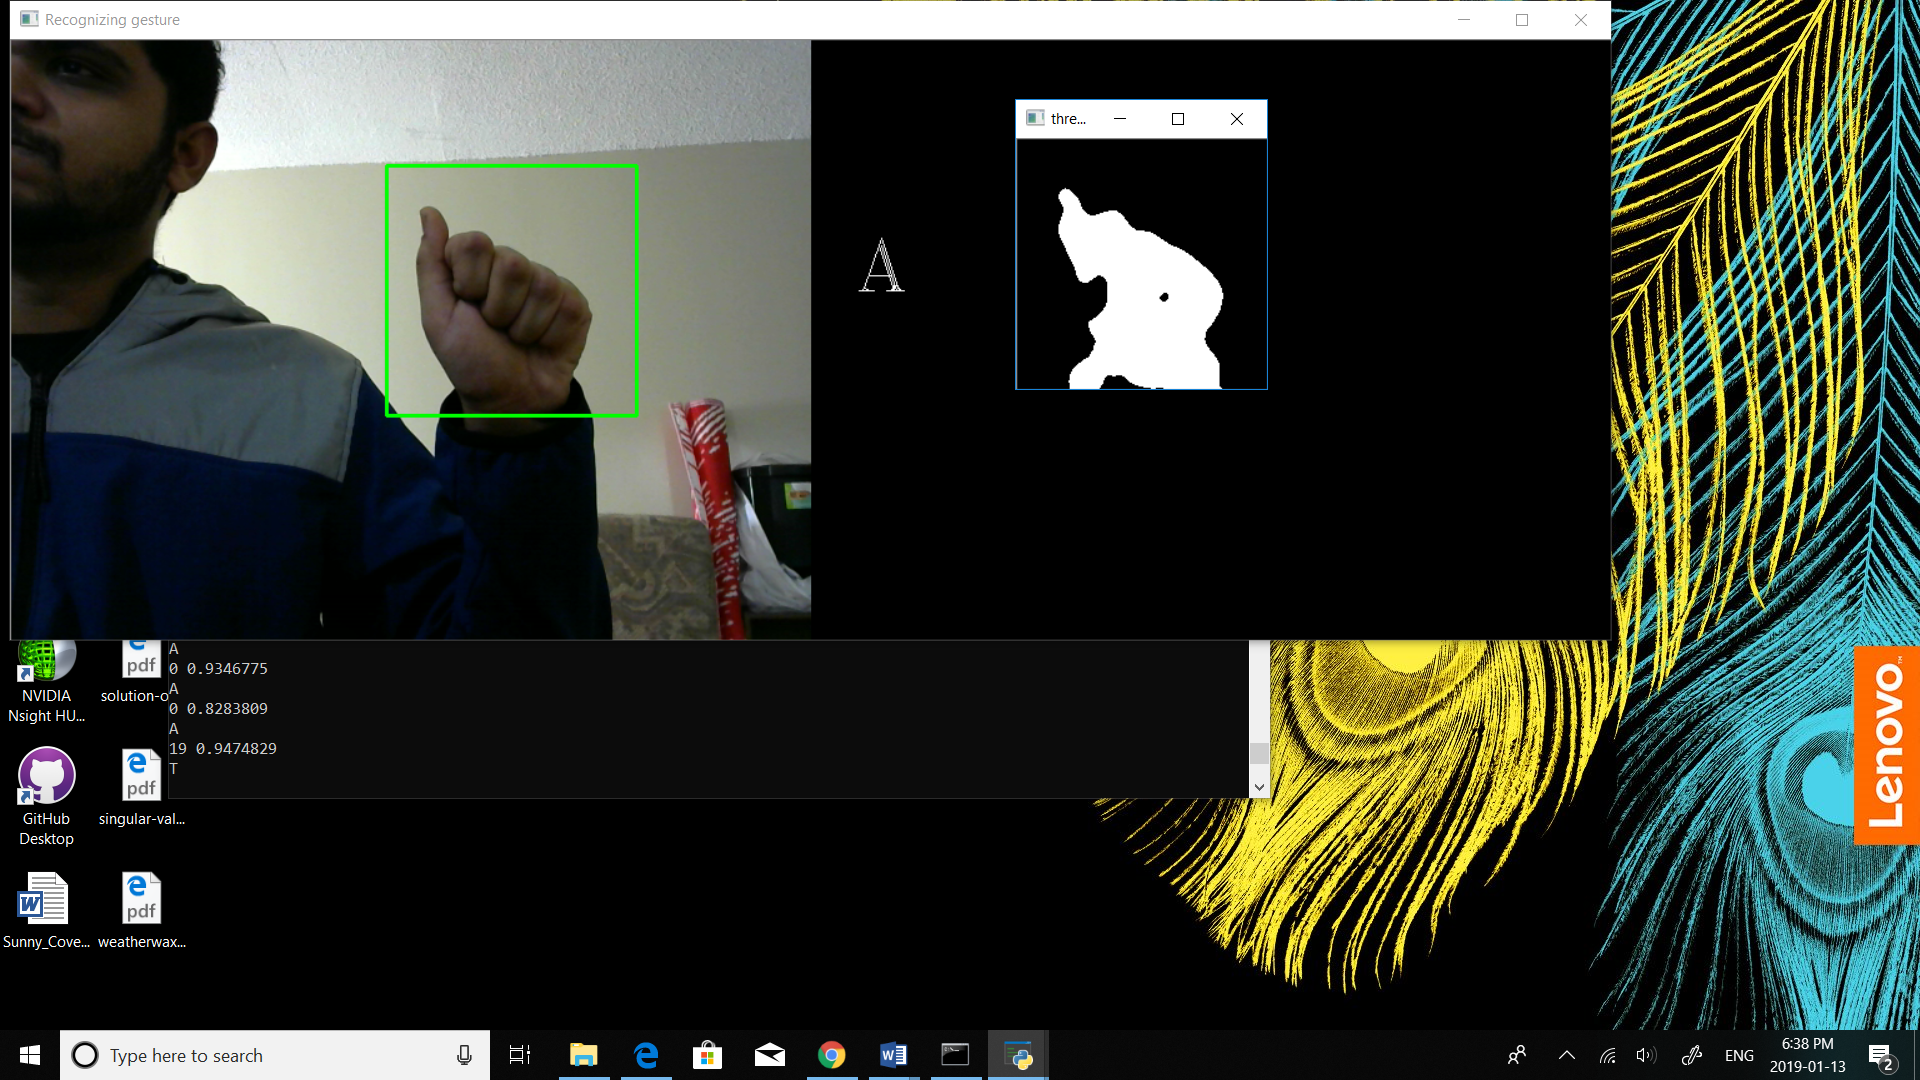 Recognizing gesture
thre...
A
A
0 0.9346775
A
0 0.8283809
A
19 0.9474829
T
NVIDIA
Nsight HU...
pdf
solution-o
GitHub
Desktop
pdf
singular-val...
W
Sunny_Cove...
pdf
weatherwax...
Lenovo™
Type here to search
W
ENG
6:38 PM
2019-01-13
2